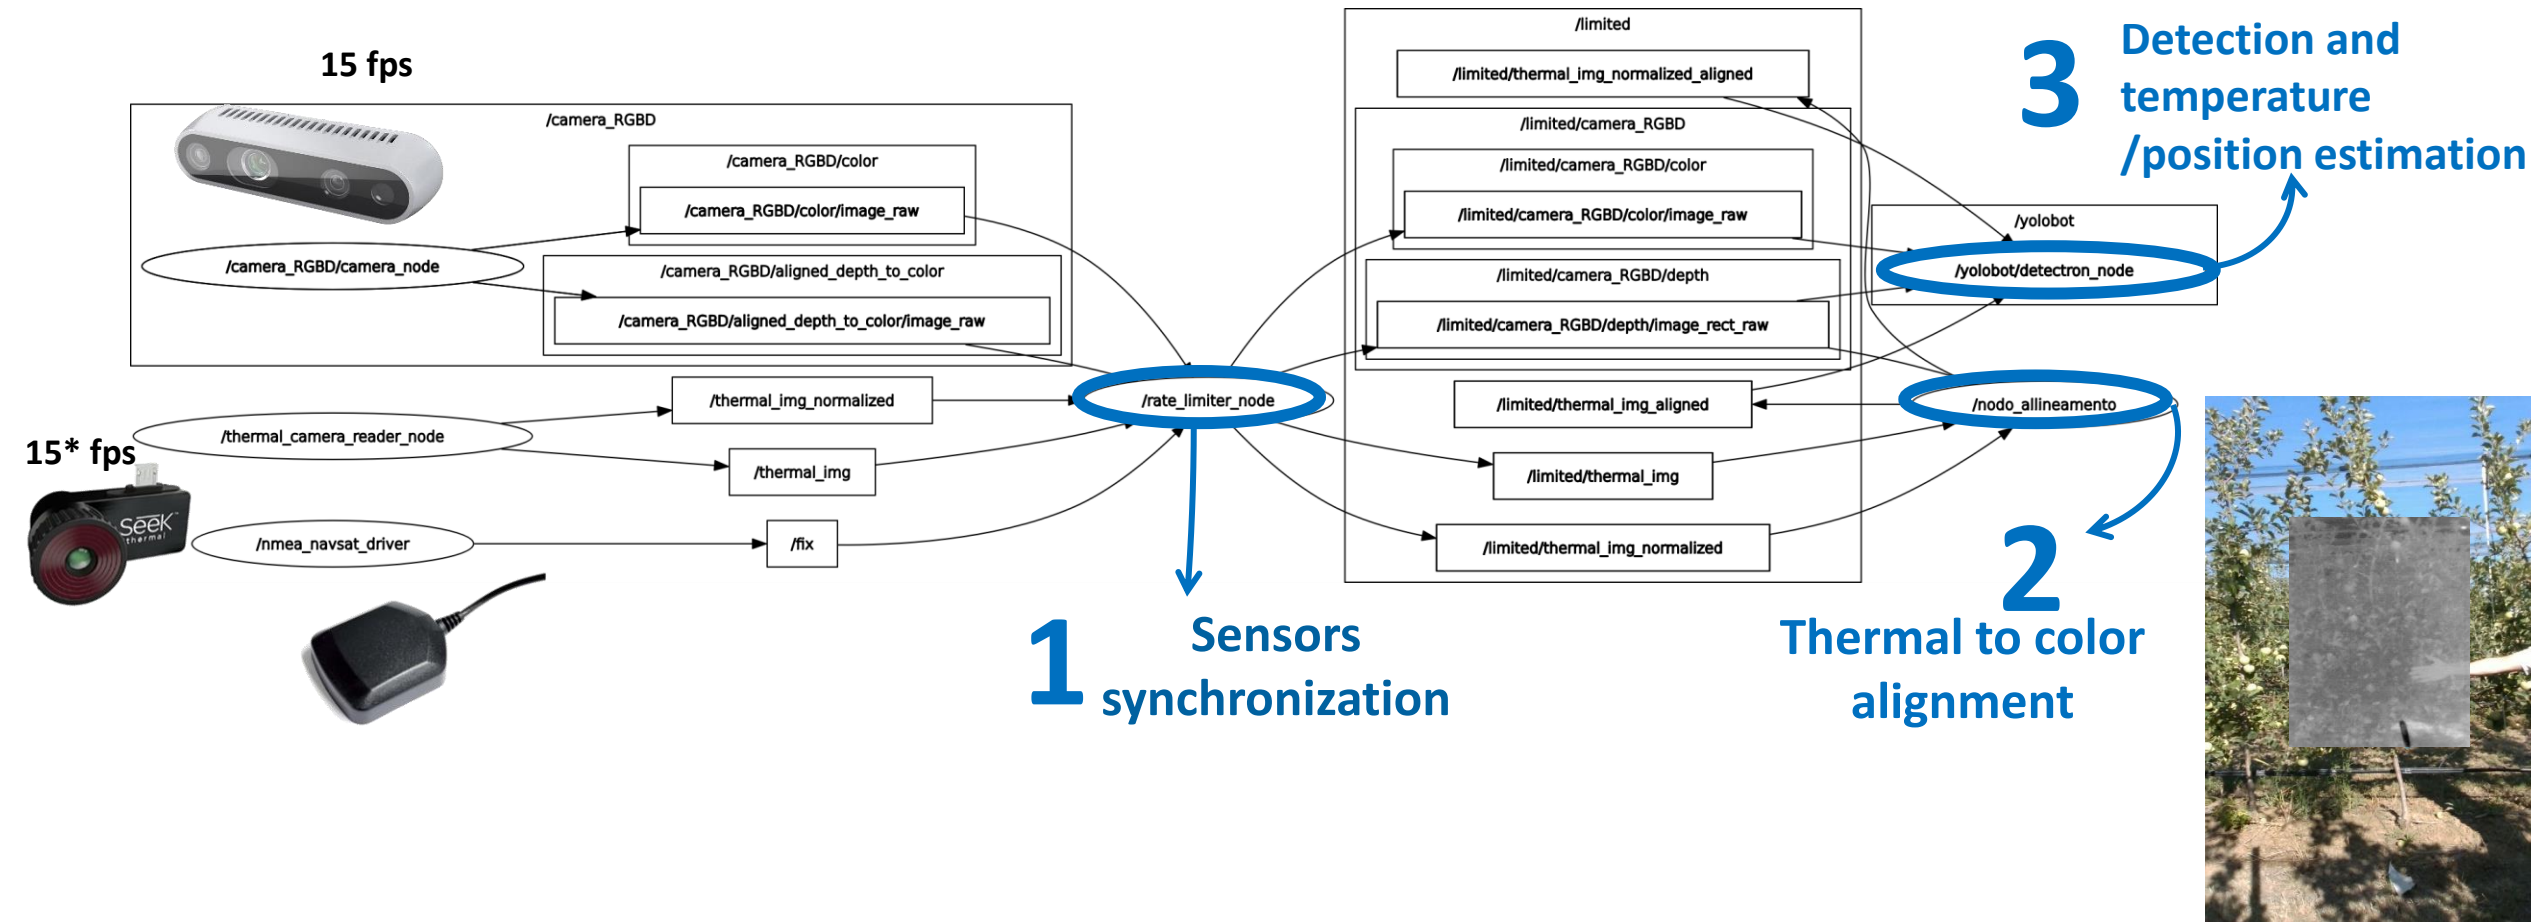 15 fps
/camera_RGBD
/camera_RGBD/color
/camera_RGBD/color/image_raw
/camera_RGBD/camera_node
/camera_RGBD/aligned_depth_to_color
/camera_RGBD/aligned_depth_to_color/image_raw
/thermal_img_normalized
/thermal_camera_reader_node
/thermal_img
15* fps
Seek
thermal
/nmea_navsat_driver
/fix
/rate_limiter_node
1
Sensors
synchronization
/limited
/limited/thermal_img_normalized_aligned
/limited/camera_RGBD
/limited/camera_RGBD/color
/limited/camera_RGBD/color/image_raw
/limited/camera_RGBD/depth
/limited/camera_RGBD/depth/image_rect_raw
/limited/thermal_img_aligned
/limited/thermal_img
/limited/thermal_img_normalized
/yolobot
/yolobot/detectron_node
/nodo_allineamento
2
Thermal to color
alignment
3
Detection and
temperature
/position estimation